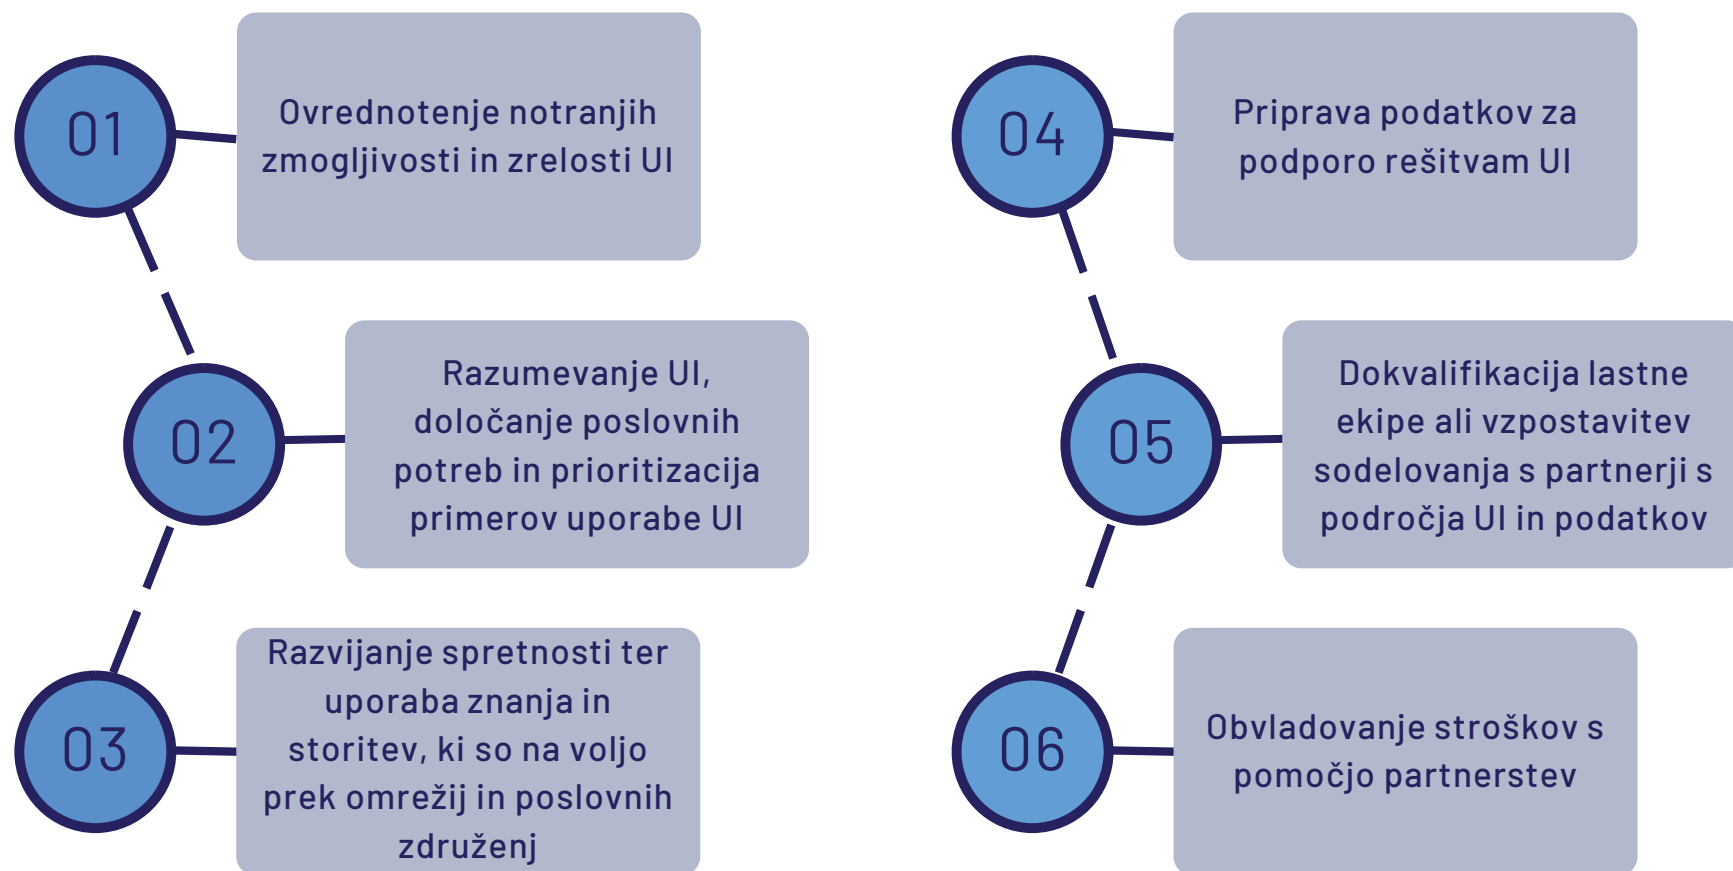 01
Ovrednotenje notranjih
zmogljivosti in zrelosti UI
02
Razumevanje UI,
določanje poslovnih
potreb in prioritizacija
primerov uporabe UI
03
Razvijanje spretnosti ter
uporaba znanja in
storitev, ki so na voljo
prek omrežij in poslovnih
združenj
04
Priprava podatkov za
podporo rešitvam UI
05
Dokvalifikacija lastne
ekipe ali vzpostavitev
sodelovanja s partnerji s
področja UI in podatkov
06
Obvladovanje stroškov s
pomočjo partnerstev